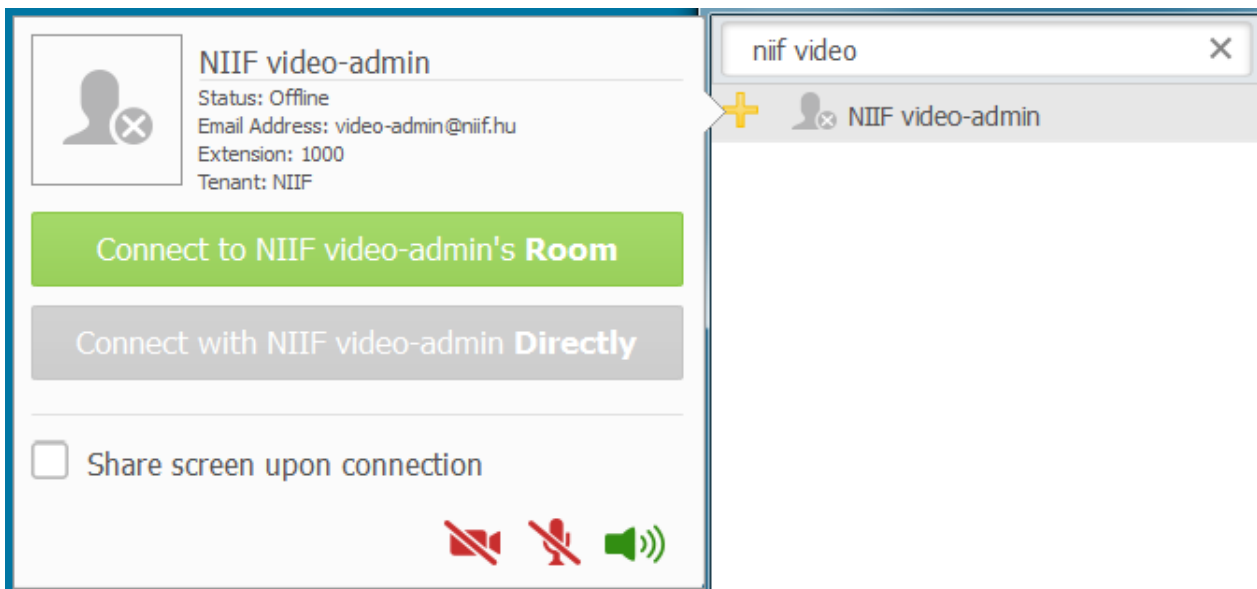 NIIF video-admin
Status: Offline
Email Address: video-admin@niif.hu
Extension: 1000
Tenant: NIIF
Connect to NIIF video-admin's Room
Connect with NIIF video-admin Directly
Share screen upon connection
niif video
NIIF video-admin